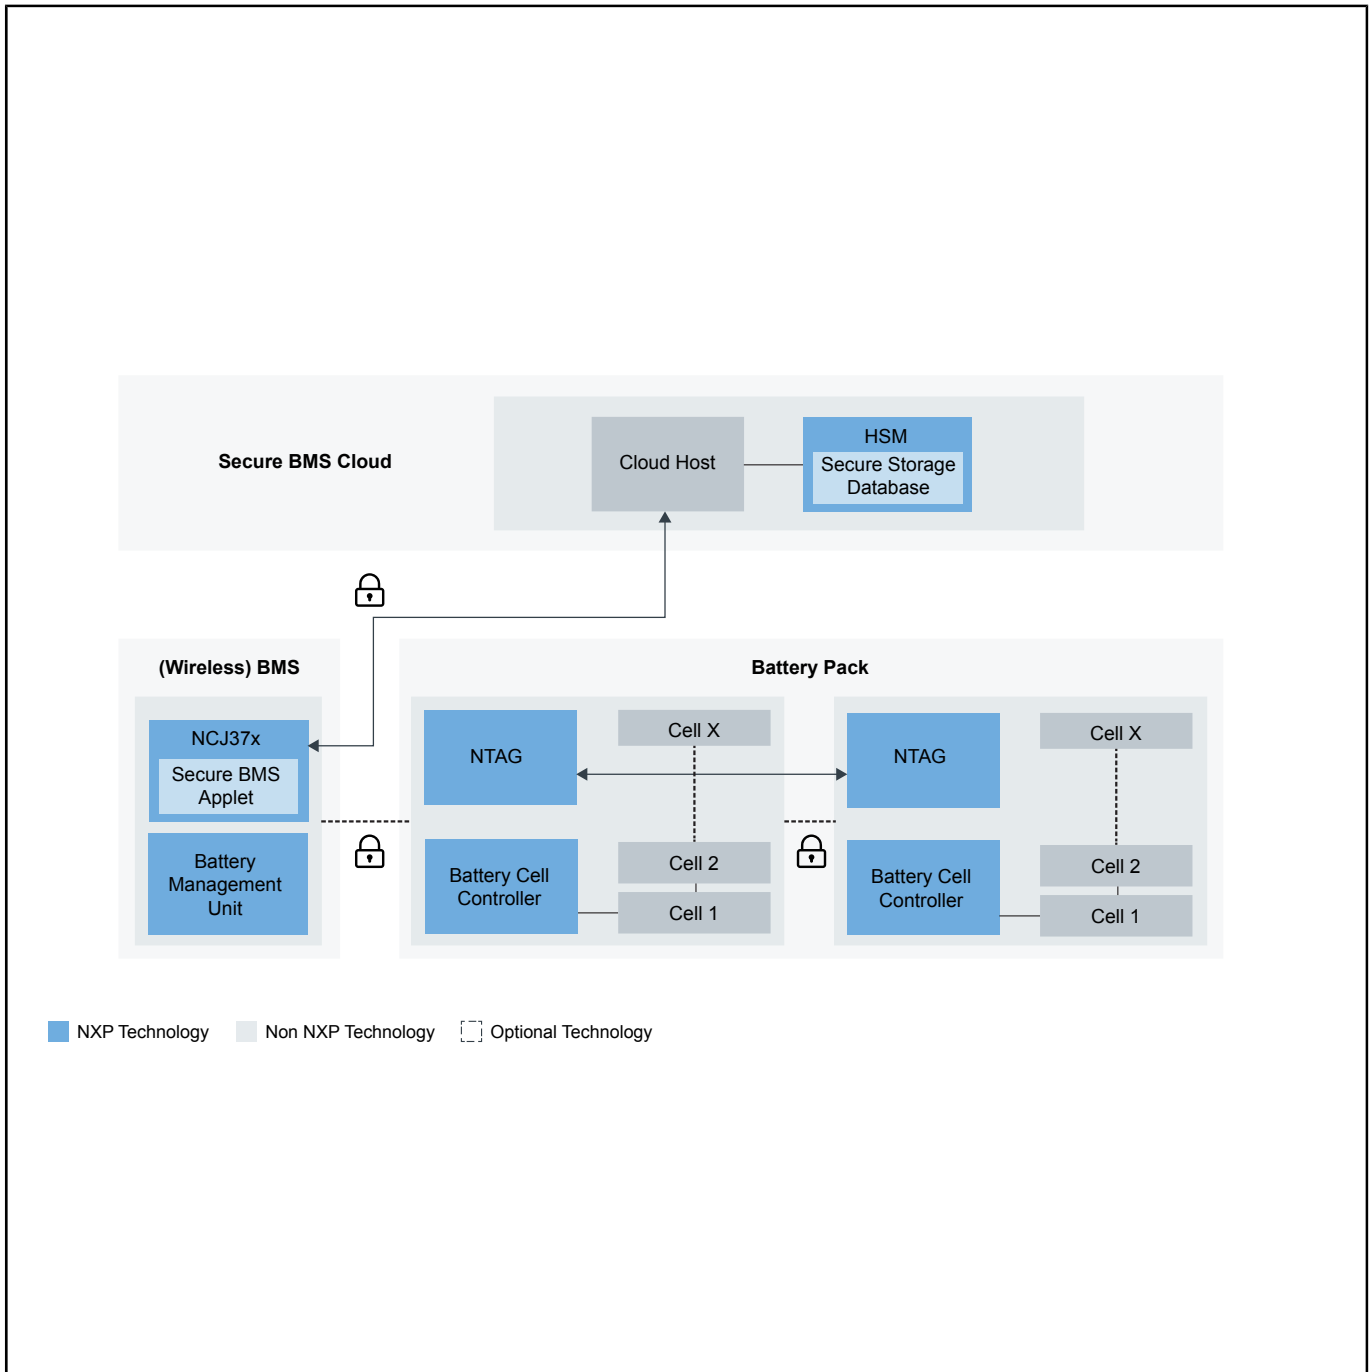 Secure BMS Cloud
Cloud Host
HSM
Secure Storage
Database
(Wireless) BMS
NCJ37x
Secure BMS
Applet
Battery
Management
Unit
Battery Pack
NTAG
Cell X
Battery Cell
Controller
Cell 2
Cell 1
NTAG
Cell X
Battery Cell
Controller
Cell 2
Cell 1
NXP Technology
Non NXP Technology
Optional Technology